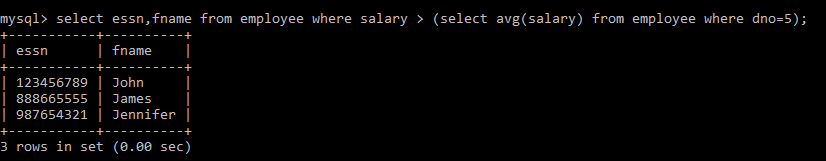 mysql> select essn,fname from employee where salary > (select avg(salary) from employee where dno=5);
+-----------+----------+
| essn      | fname    |
+-----------+----------+
| 123456789 | John     |
| 888665555 | James    |
| 987654321 | Jennifer |
+-----------+----------+
3 rows in set (0.00 sec)